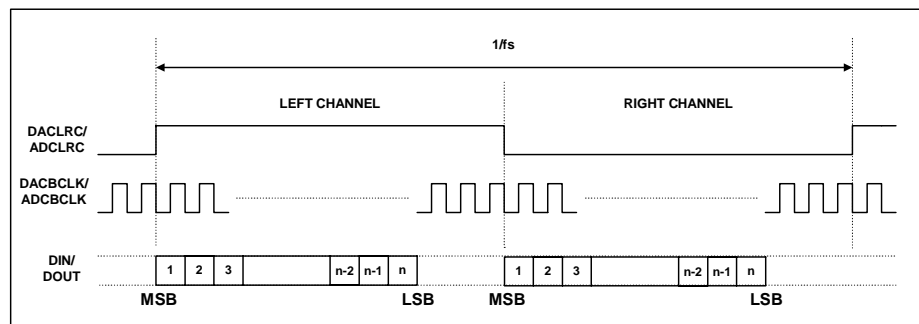 1/fs
LEFT CHANNEL RIGHT CHANNEL
DACLRC/
ADCLRC
DACBCLK/
ADCBCLK
DIN/
DOUT
1 2 3 n-2 n-1 n 1 2 3 n-2 n-1 n
MSB LSB MSB LSB